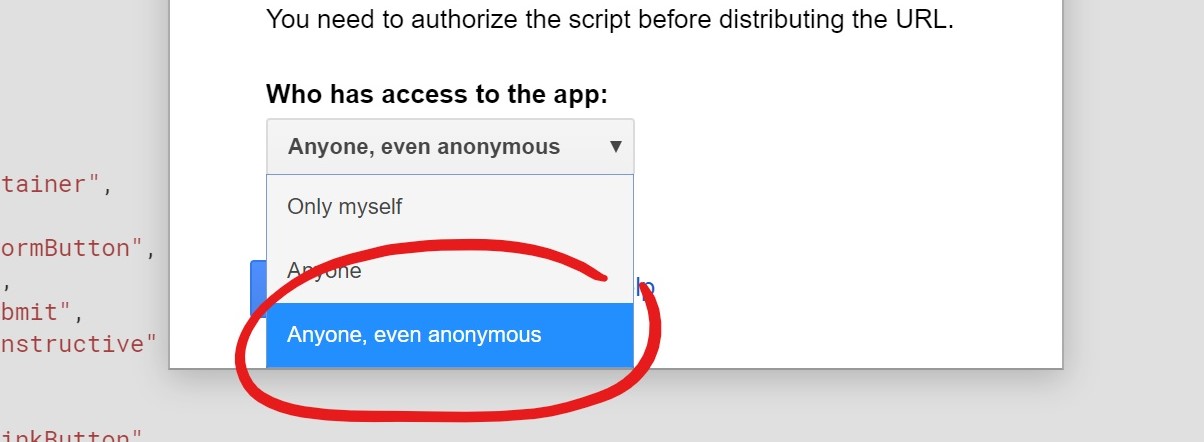 You need to authorize the script before distributing the URL.
Who has access to the app:
Anyone, even anonymous ▼
Only myself
tainer",
ormButton",
Anyone
,
lp
bmit",
Anyone, even anonymous
nstructive"
inkButton"